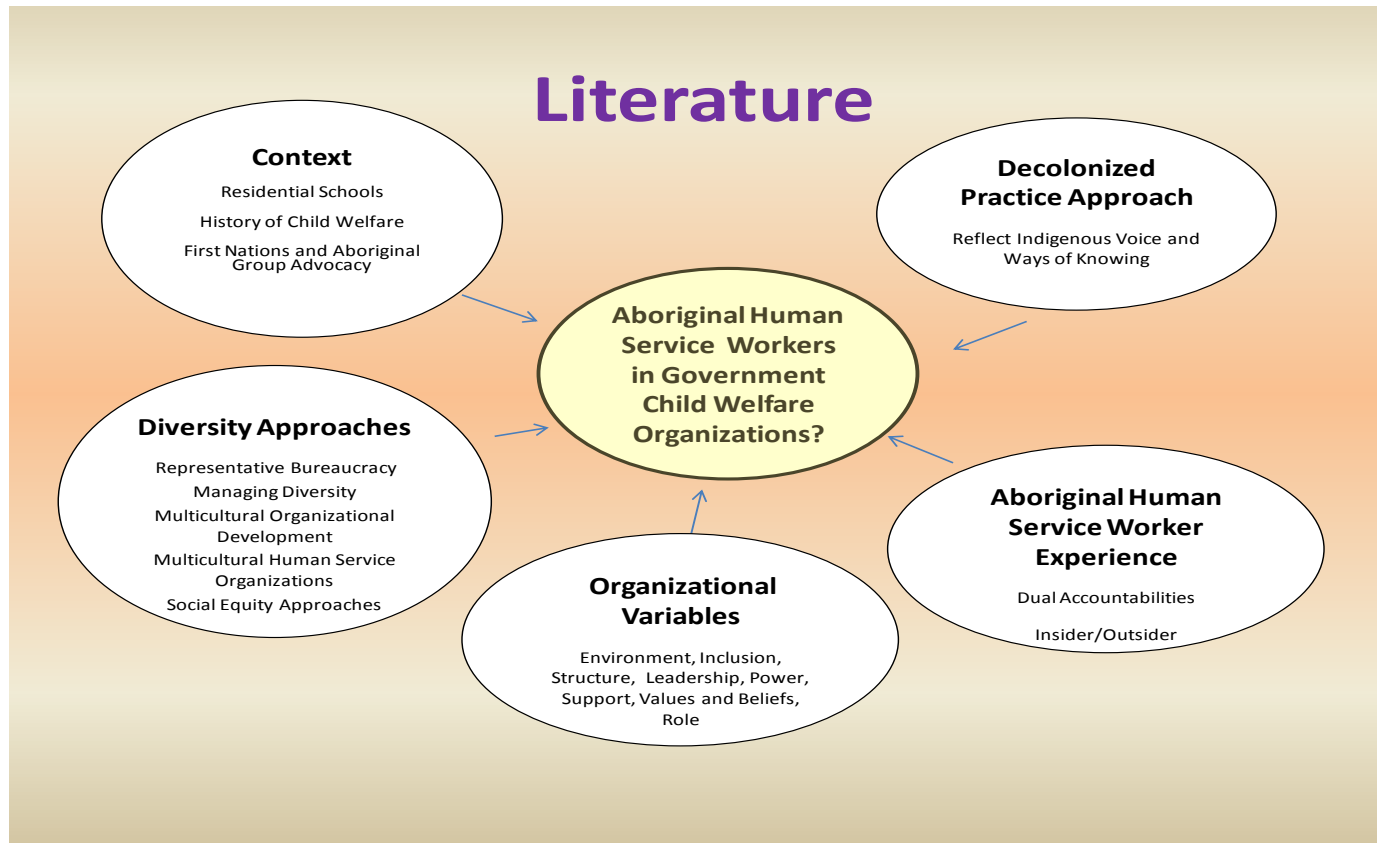 Literature
Context
Residential Schools
History of Child Welfare
First Nations and Aboriginal
Group Advocacy
Decolonized
Practice Approach
Reflect Indigenous Voice and
Ways of Knowing
Aboriginal Human
Service Workers
in Government
Child Welfare
Organizations?
Diversity Approaches
Representative Bureaucracy
Managing Diversity
Multicultural Organizational
Development
Multicultural Human Service
Organizations
Social Equity Approaches
Organizational
Variables
Environment, Inclusion,
Structure, Leadership, Power,
Support, Values and Beliefs,
Role
Aboriginal Human
Service Worker
Experience
Dual Accountabilities
Insider/Outsider